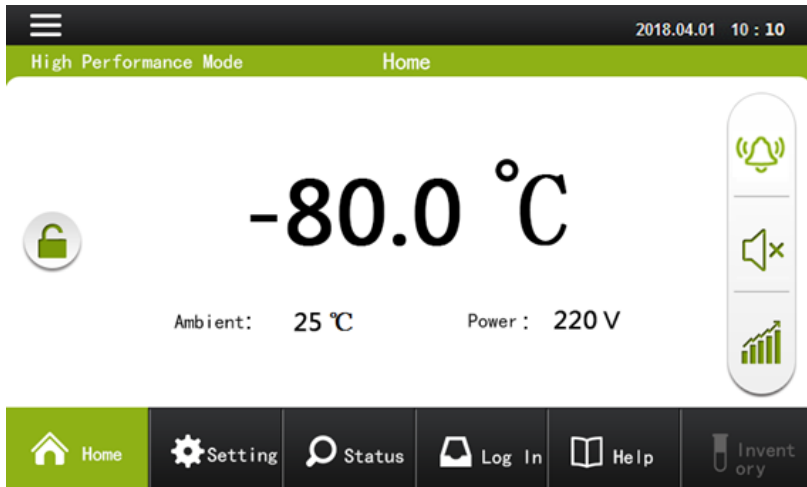 2018.04.01 10 : 10
High Performance Mode Home
-80.0 ℃
Ambient: 25 ℃ Power: 220 V
Home Setting Status Log In Help Invent
ory